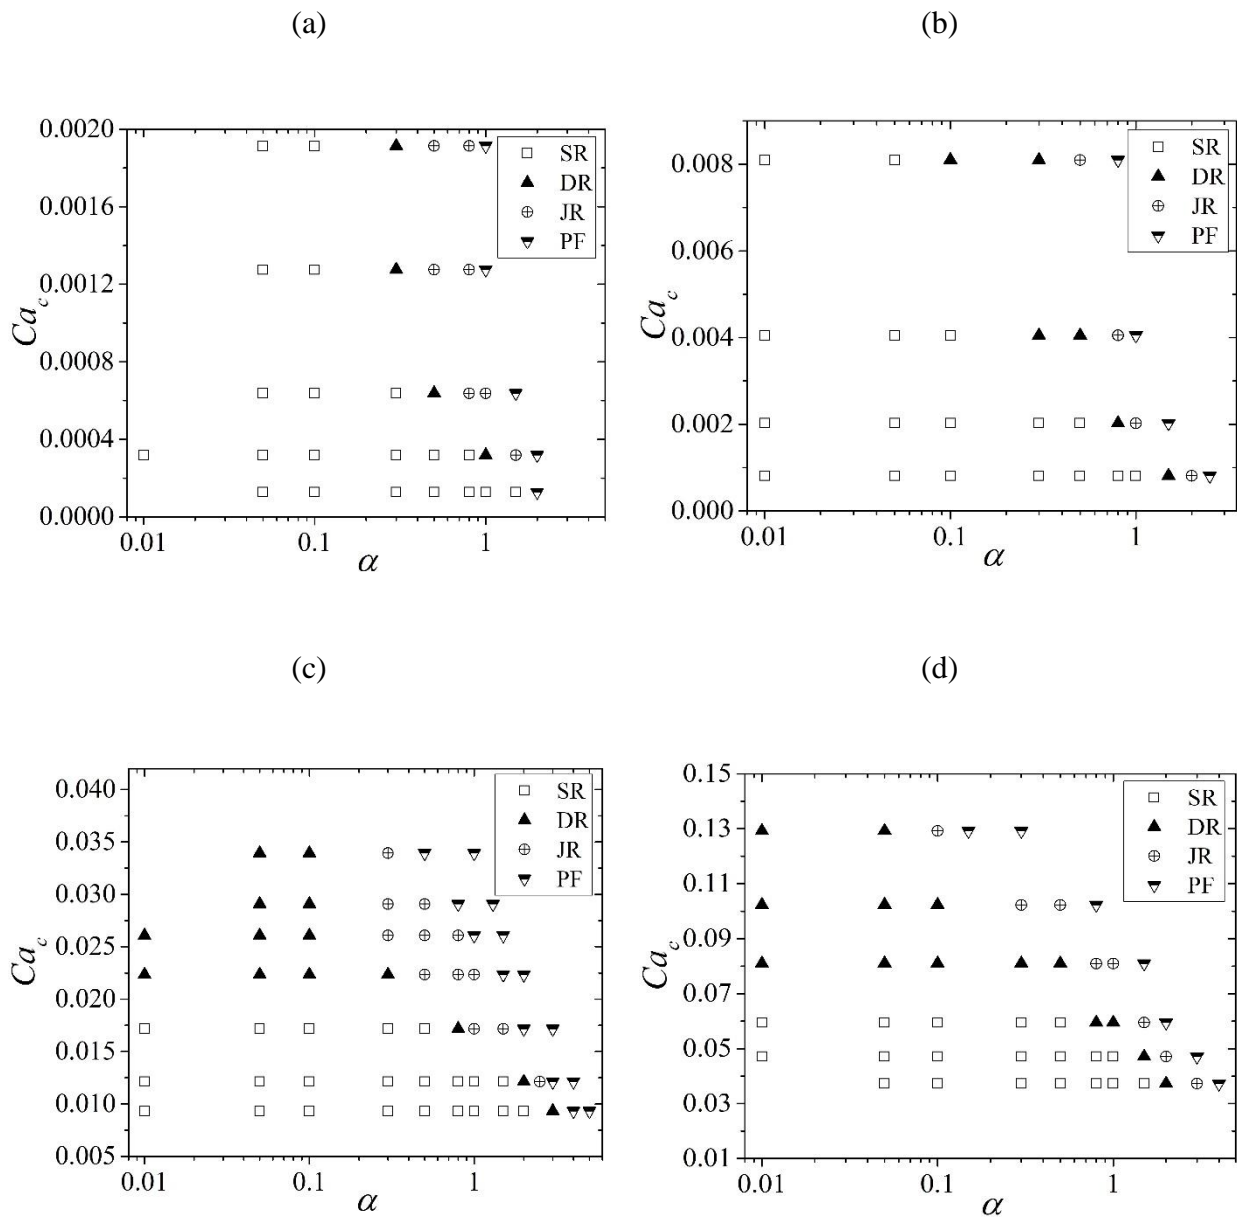 (a)
0.0020
0.0016
0.0012
0.0008
0.0004
0.0000
Ca_c
0.01 0.1 1
α
SR
DR
JR
PF
(b)
0.008
0.006
0.004
0.002
0.000
Ca_c
0.01 0.1 1
α
SR
DR
JR
PF
(c)
0.040
0.035
0.030
0.025
0.020
0.015
0.010
0.005
Ca_c
0.01 0.1 1
α
SR
DR
JR
PF
(d)
0.15
0.13
0.11
0.09
0.07
0.05
0.03
0.01
Ca_c
0.01 0.1 1
α
SR
DR
JR
PF